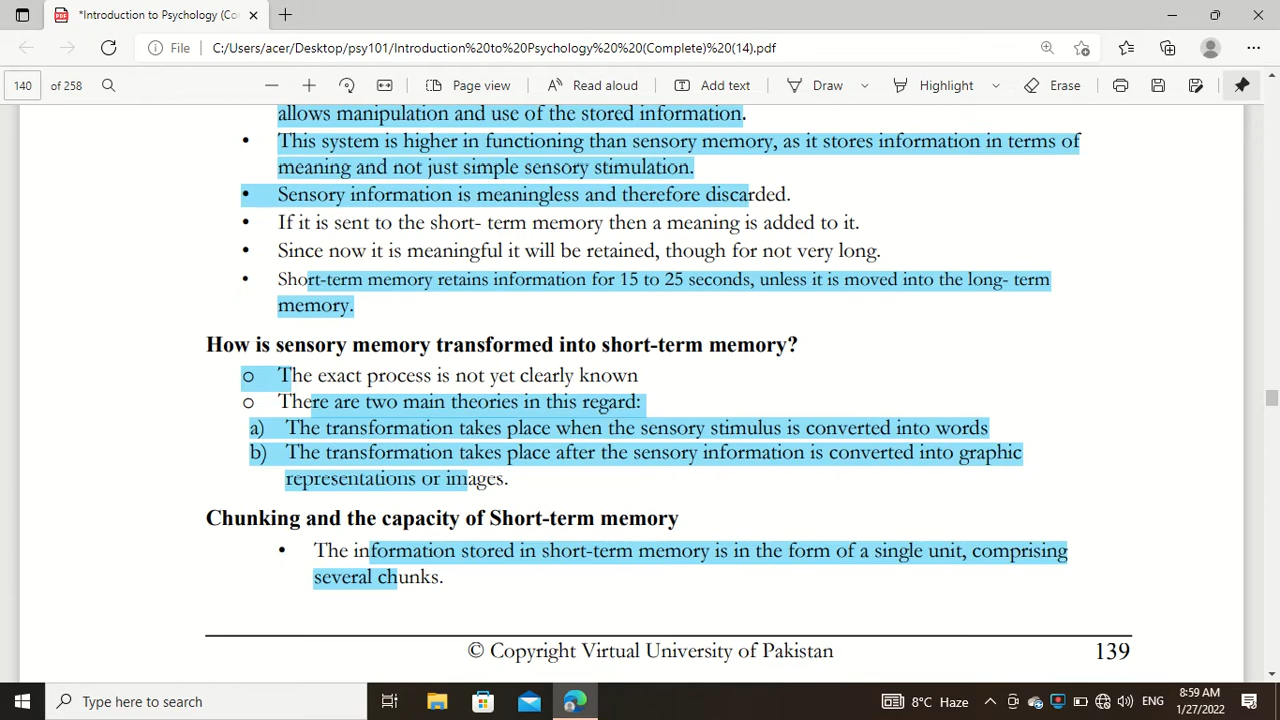 *Introduction to Psychology (Co
File
C:/Users/acer/Desktop/psy101/Introduction%20to%20Psychology%20%20(Complete)%20(14).pdf
140 of 258
Page view
Read aloud
Add text
Draw
Highlight
Erase
allows manipulation and use of the stored information.
• This system is higher in functioning than sensory memory, as it stores information in terms of
meaning and not just simple sensory stimulation.
• Sensory information is meaningless and therefore discarded.
• If it is sent to the short- term memory then a meaning is added to it.
• Since now it is meaningful it will be retained, though for not very long.
• Short-term memory retains information for 15 to 25 seconds, unless it is moved into the long- term
memory.
How is sensory memory transformed into short-term memory?
o The exact process is not yet clearly known
o There are two main theories in this regard:
a) The transformation takes place when the sensory stimulus is converted into words
b) The transformation takes place after the sensory information is converted into graphic
representations or images.
Chunking and the capacity of Short-term memory
• The information stored in short-term memory is in the form of a single unit, comprising
several chunks.
© Copyright Virtual University of Pakistan 139
Type here to search
8°C Haze
ENG
8:59 AM
1/27/2022